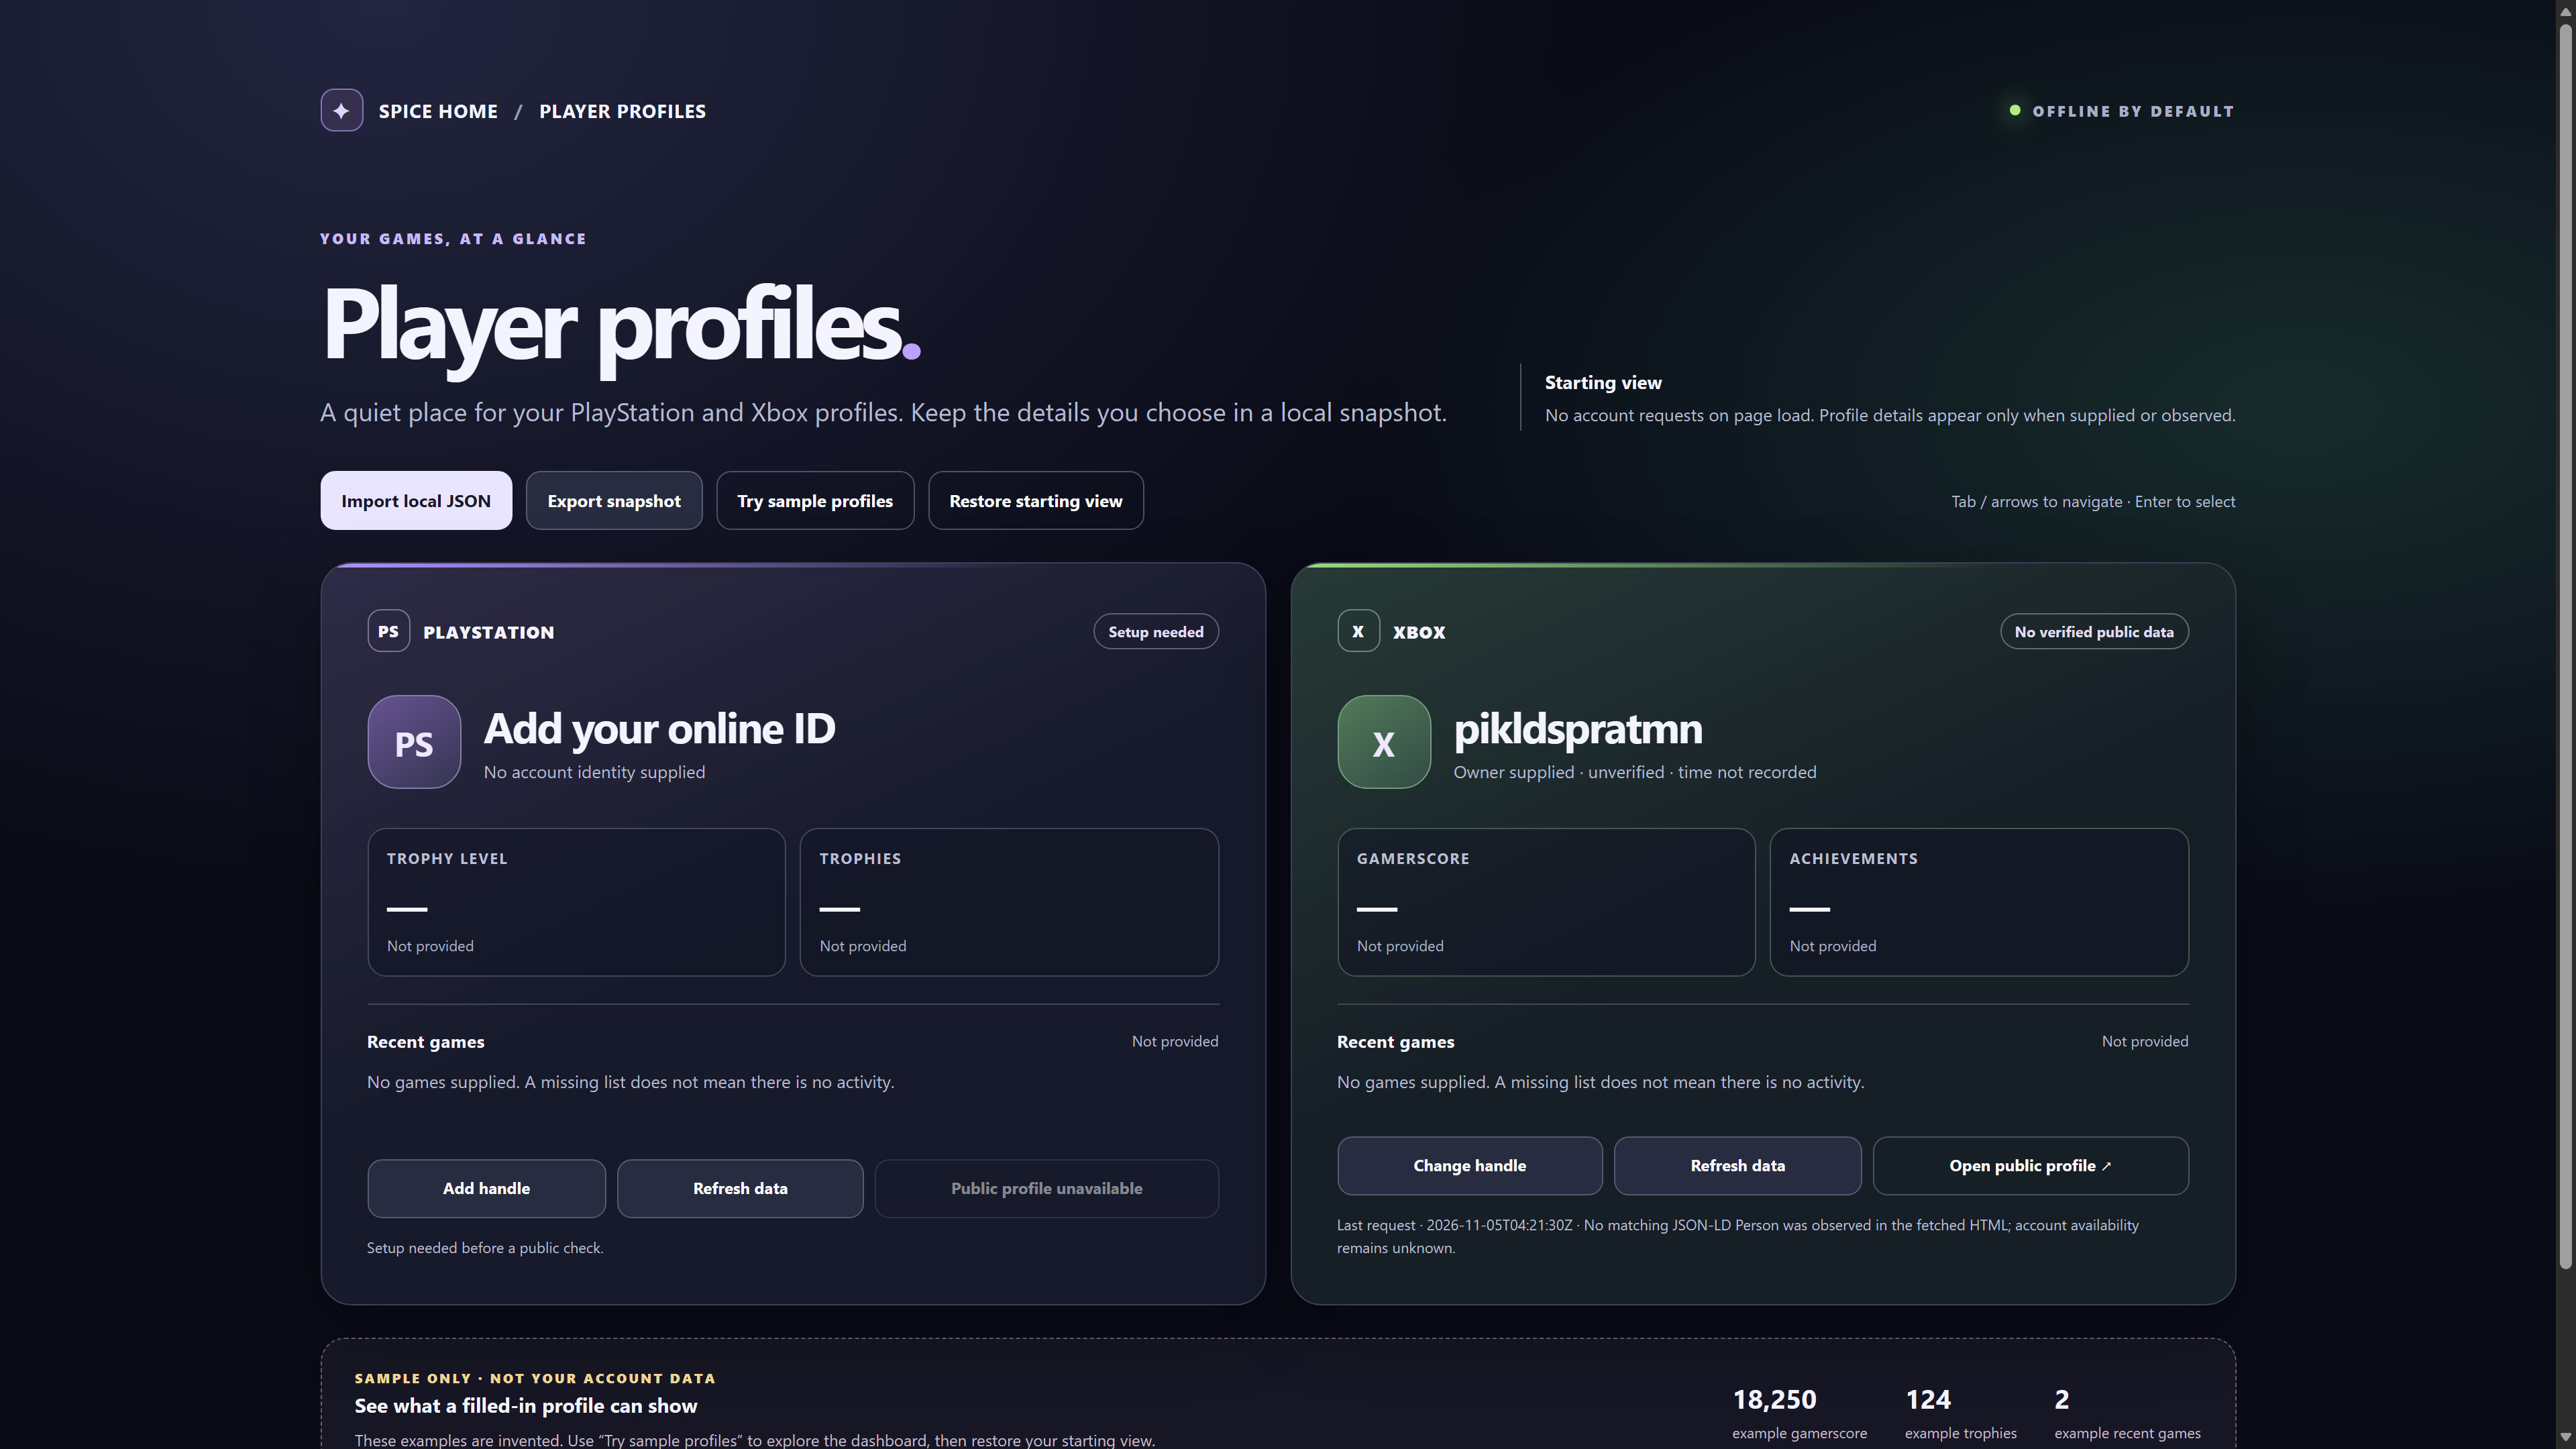 SPICE HOME / PLAYER PROFILES
OFFLINE BY DEFAULT
YOUR GAMES, AT A GLANCE
Player profiles.
A quiet place for your PlayStation and Xbox profiles. Keep the details you choose in a local snapshot.
Starting view
No account requests on page load. Profile details appear only when supplied or observed.
Import local JSON
Export snapshot
Try sample profiles
Restore starting view
Tab / arrows to navigate · Enter to select
PS
PLAYSTATION
Setup needed
PS
Add your online ID
No account identity supplied
TROPHY LEVEL
—
Not provided
TROPHIES
—
Not provided
Recent games
Not provided
No games supplied. A missing list does not mean there is no activity.
Add handle
Refresh data
Public profile unavailable
Setup needed before a public check.
X
XBOX
No verified public data
X
pikldspratmn
Owner supplied · unverified · time not recorded
GAMERSCORE
—
Not provided
ACHIEVEMENTS
—
Not provided
Recent games
Not provided
No games supplied. A missing list does not mean there is no activity.
Change handle
Refresh data
Open public profile ↗
Last request · 2026-11-05T04:21:30Z · No matching JSON-LD Person was observed in the fetched HTML; account availability
remains unknown.
SAMPLE ONLY · NOT YOUR ACCOUNT DATA
See what a filled-in profile can show
These examples are invented. Use “Try sample profiles” to explore the dashboard, then restore your starting view.
18,250
example gamerscore
124
example trophies
2
example recent games